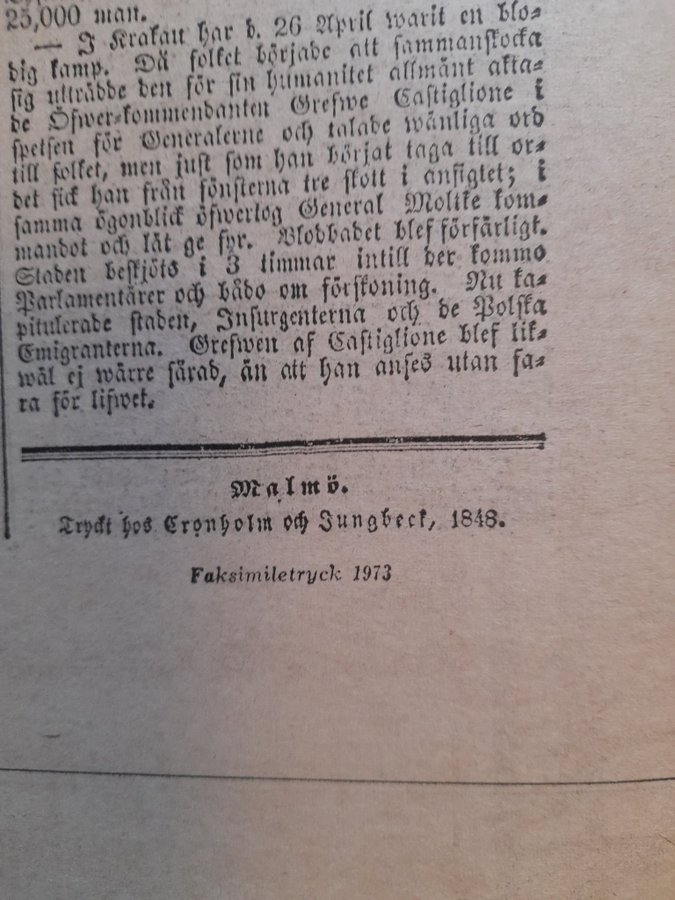 25,000 man.
— I Krakau har d. 26 April warit en blo-
dig kamp. Då folket började att sammanskocka
sig utträdde den för sin humanitet allmänt akta-
de Öfwer-kommendanten Grefwe Castiglione i
spetsen för Generalerne och talade wänliga ord
till folket, men just som han börjat taga till or-
det fick han från fönsterna tre skott i ansigtet; i
samma ögonblick öfwertog General Moltke kom-
mandot och lät ge fyr. Blodbadet blef förfärligt.
Staden beskjöts i 3 timmar intill der kommo
Parlamentärer och bådo om förskoning. Nu ka-
pitulerade staden, Insurgenterna och de Polska
Emigranterna. Grefwen af Castiglione blef lik-
wäl ej wärre sårad, än att han anses utan fa-
ra för lifwet.
Malmö.
Tryckt hos Cronholm och Jungbeck, 1848.
Faksimiletryck 1973